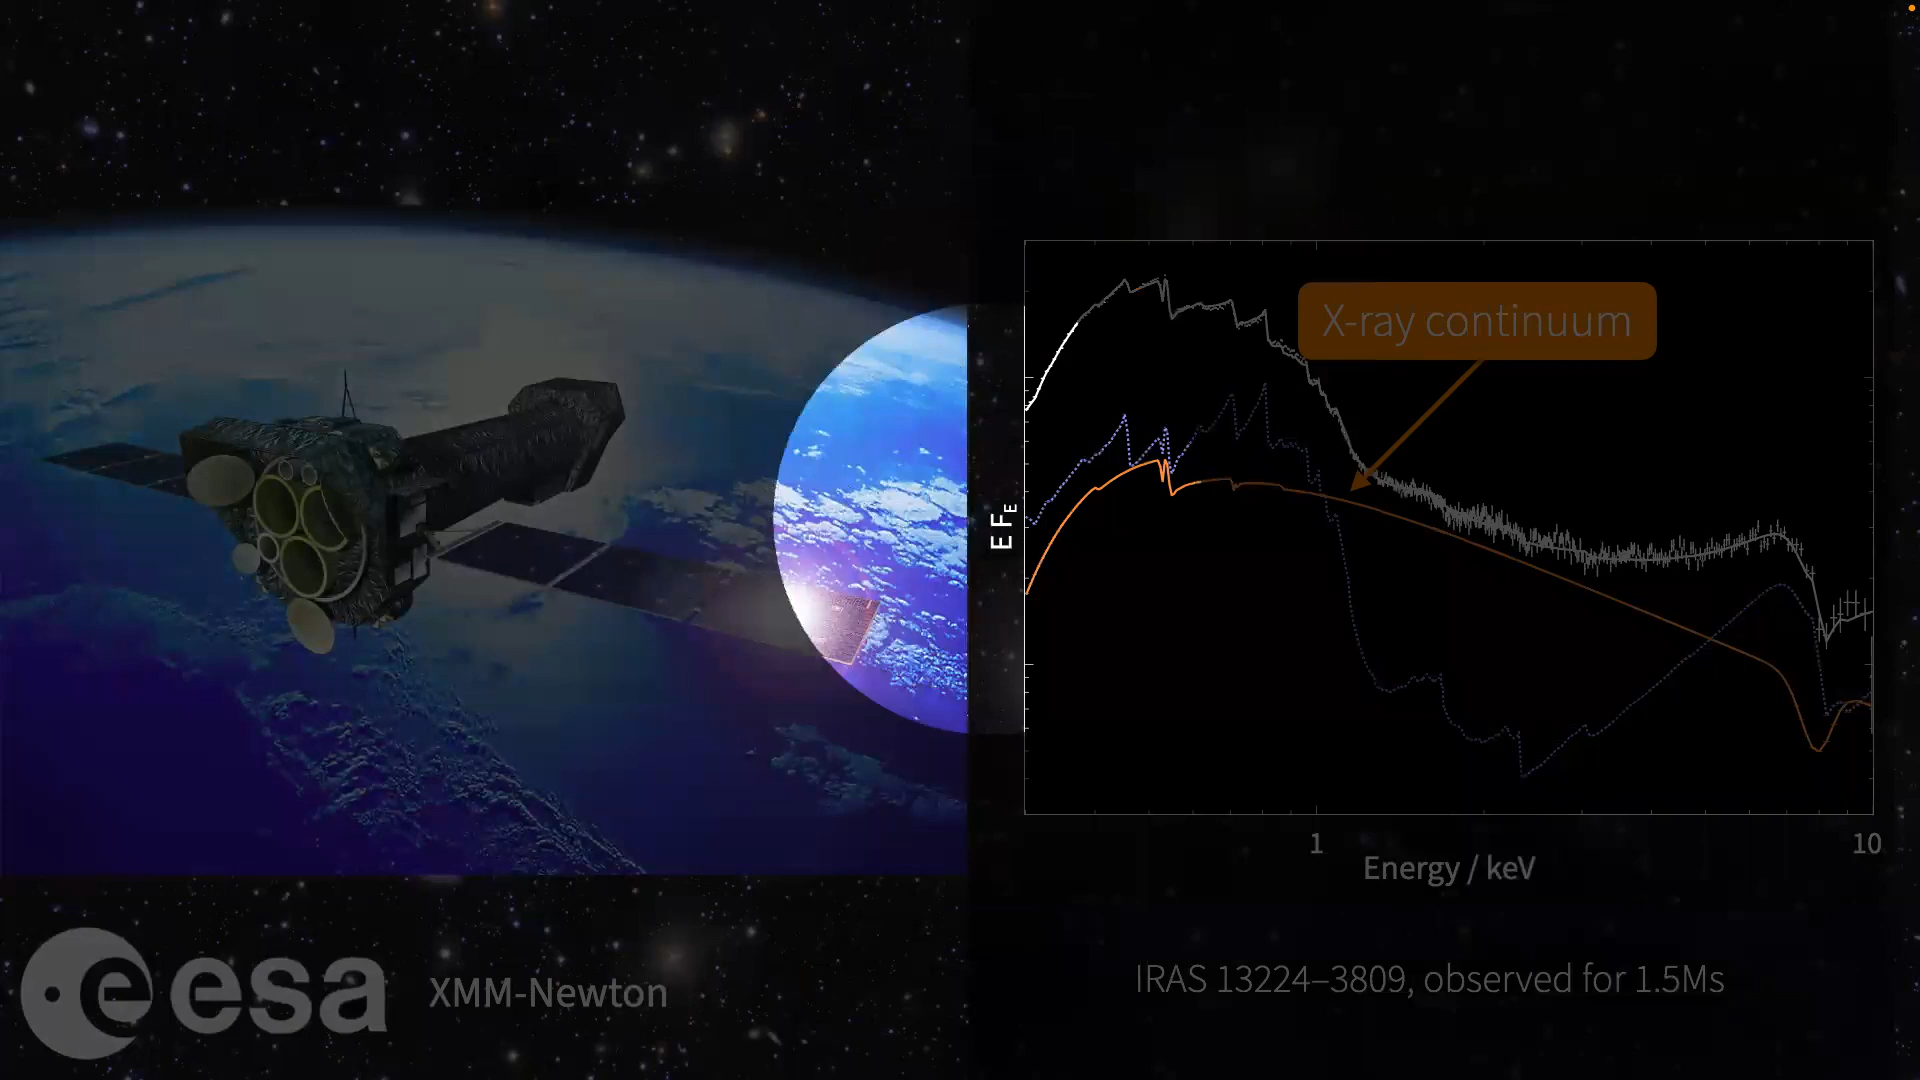 X-ray continuum
E F_E
1
10
Energy / keV
esa
XMM-Newton
IRAS 13224–3809, observed for 1.5Ms